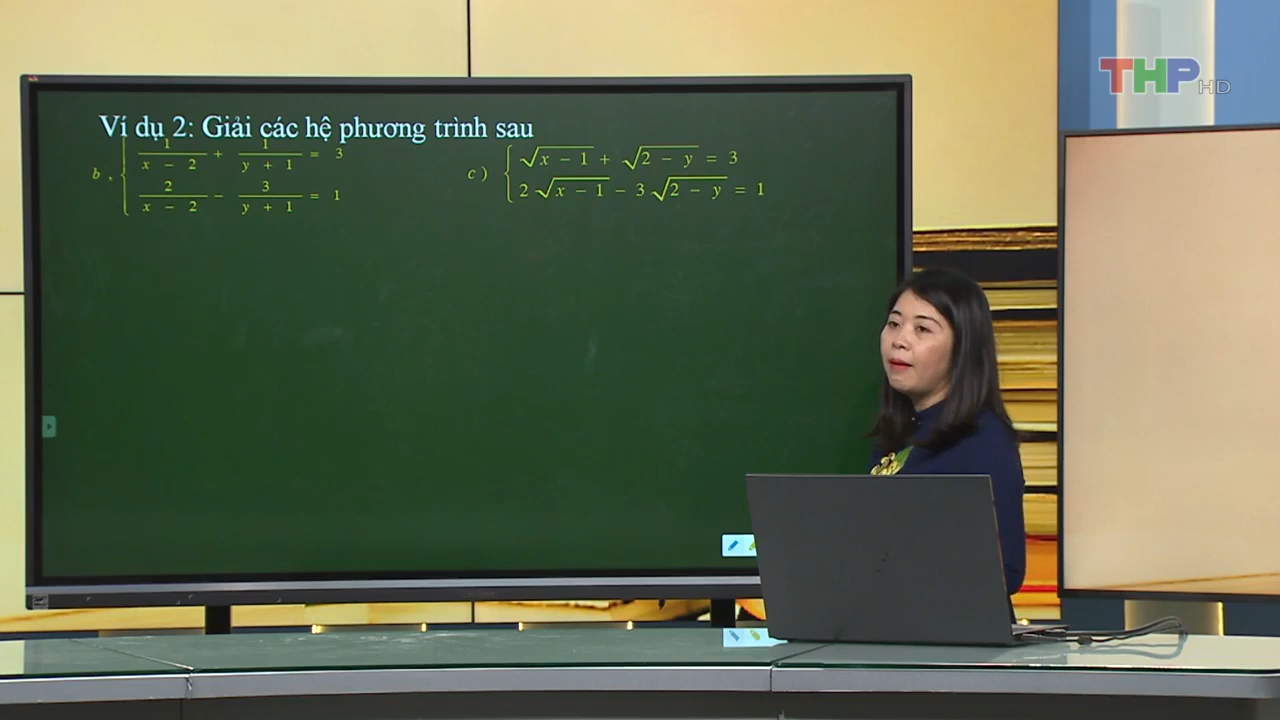 THP HD
Ví dụ 2: Giải các hệ phương trình sau
b, { 1/(x - 2) + 1/(y + 1) = 3
2/(x - 2) - 3/(y + 1) = 1
c) { √(x - 1) + √(2 - y) = 3
2√(x - 1) - 3√(2 - y) = 1